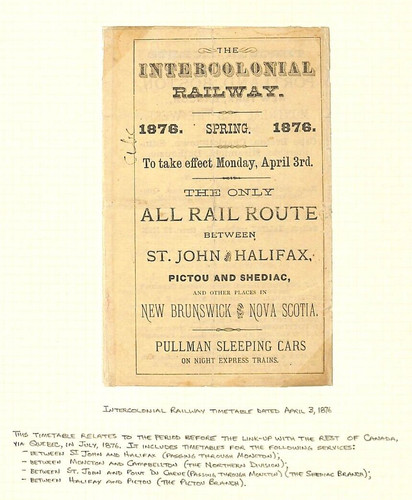 THE
INTERCOLONIAL
RAILWAY.
1876. SPRING. 1876.
abc
To take effect Monday, April 3rd.
THE ONLY
ALL RAIL ROUTE
BETWEEN
ST. JOHN and HALIFAX,
PICTOU AND SHEDIAC,
AND OTHER PLACES IN
NEW BRUNSWICK and NOVA SCOTIA.
PULLMAN SLEEPING CARS
ON NIGHT EXPRESS TRAINS.
INTERCOLONIAL RAILWAY TIMETABLE DATED APRIL 3, 1876
THIS TIMETABLE RELATES TO THE PERIOD BEFORE THE LINE-UP WITH THE REST OF CANADA,
VIA QUEBEC, IN JULY, 1876. IT INCLUDES TIMETABLES FOR THE FOLLOWING SERVICES:
- BETWEEN ST. JOHN AND HALIFAX (PASSING THROUGH MONCTON);
- BETWEEN MONCTON AND CAMPBELLTON (THE NORTHERN DIVISION);
- BETWEEN ST. JOHN AND POINT DU CHENE (PASSING THROUGH MONCTON) (THE SHEDIAC BRANCH);
- BETWEEN HALIFAX AND PICTOU (THE PICTON BRANCH).